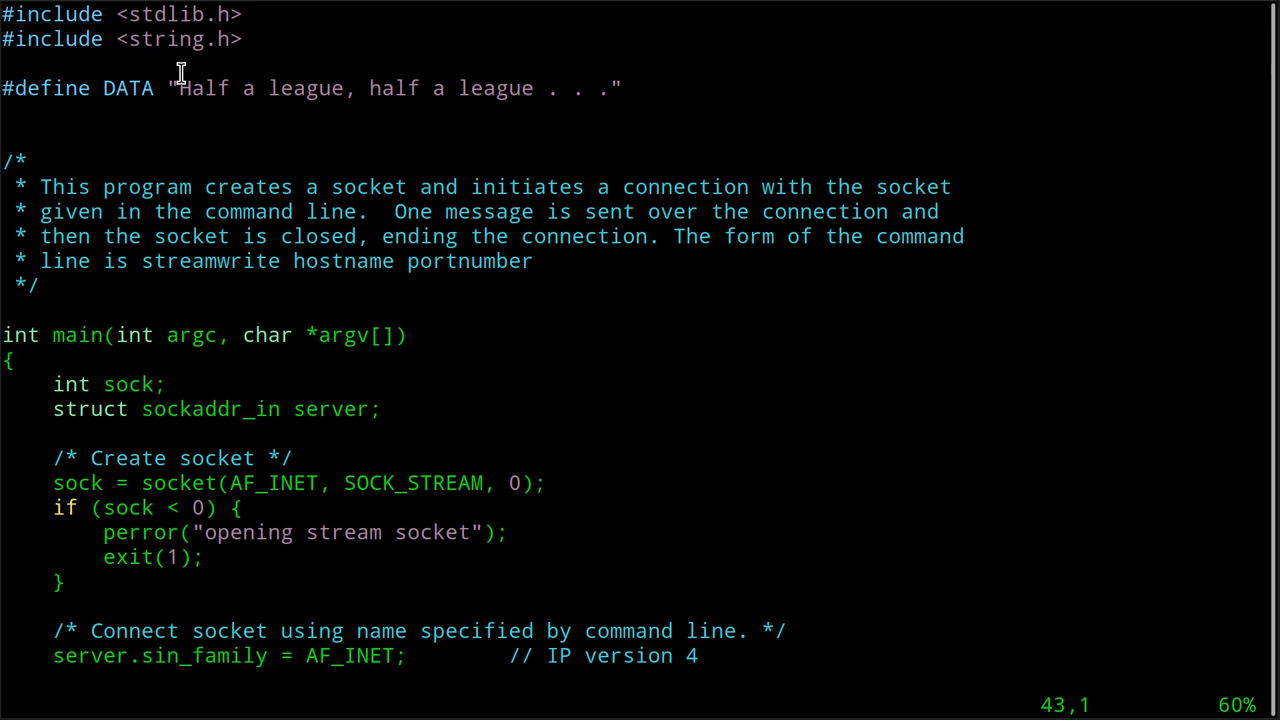 #include <stdlib.h>
#include <string.h>
#define DATA "Half a league, half a league . . ."
/*
 * This program creates a socket and initiates a connection with the socket
 * given in the command line.  One message is sent over the connection and
 * then the socket is closed, ending the connection. The form of the command
 * line is streamwrite hostname portnumber
 */
int main(int argc, char *argv[])
{
    int sock;
    struct sockaddr_in server;
    /* Create socket */
    sock = socket(AF_INET, SOCK_STREAM, 0);
    if (sock < 0) {
        perror("opening stream socket");
        exit(1);
    }
    /* Connect socket using name specified by command line. */
    server.sin_family = AF_INET;        // IP version 4
43,1          60%